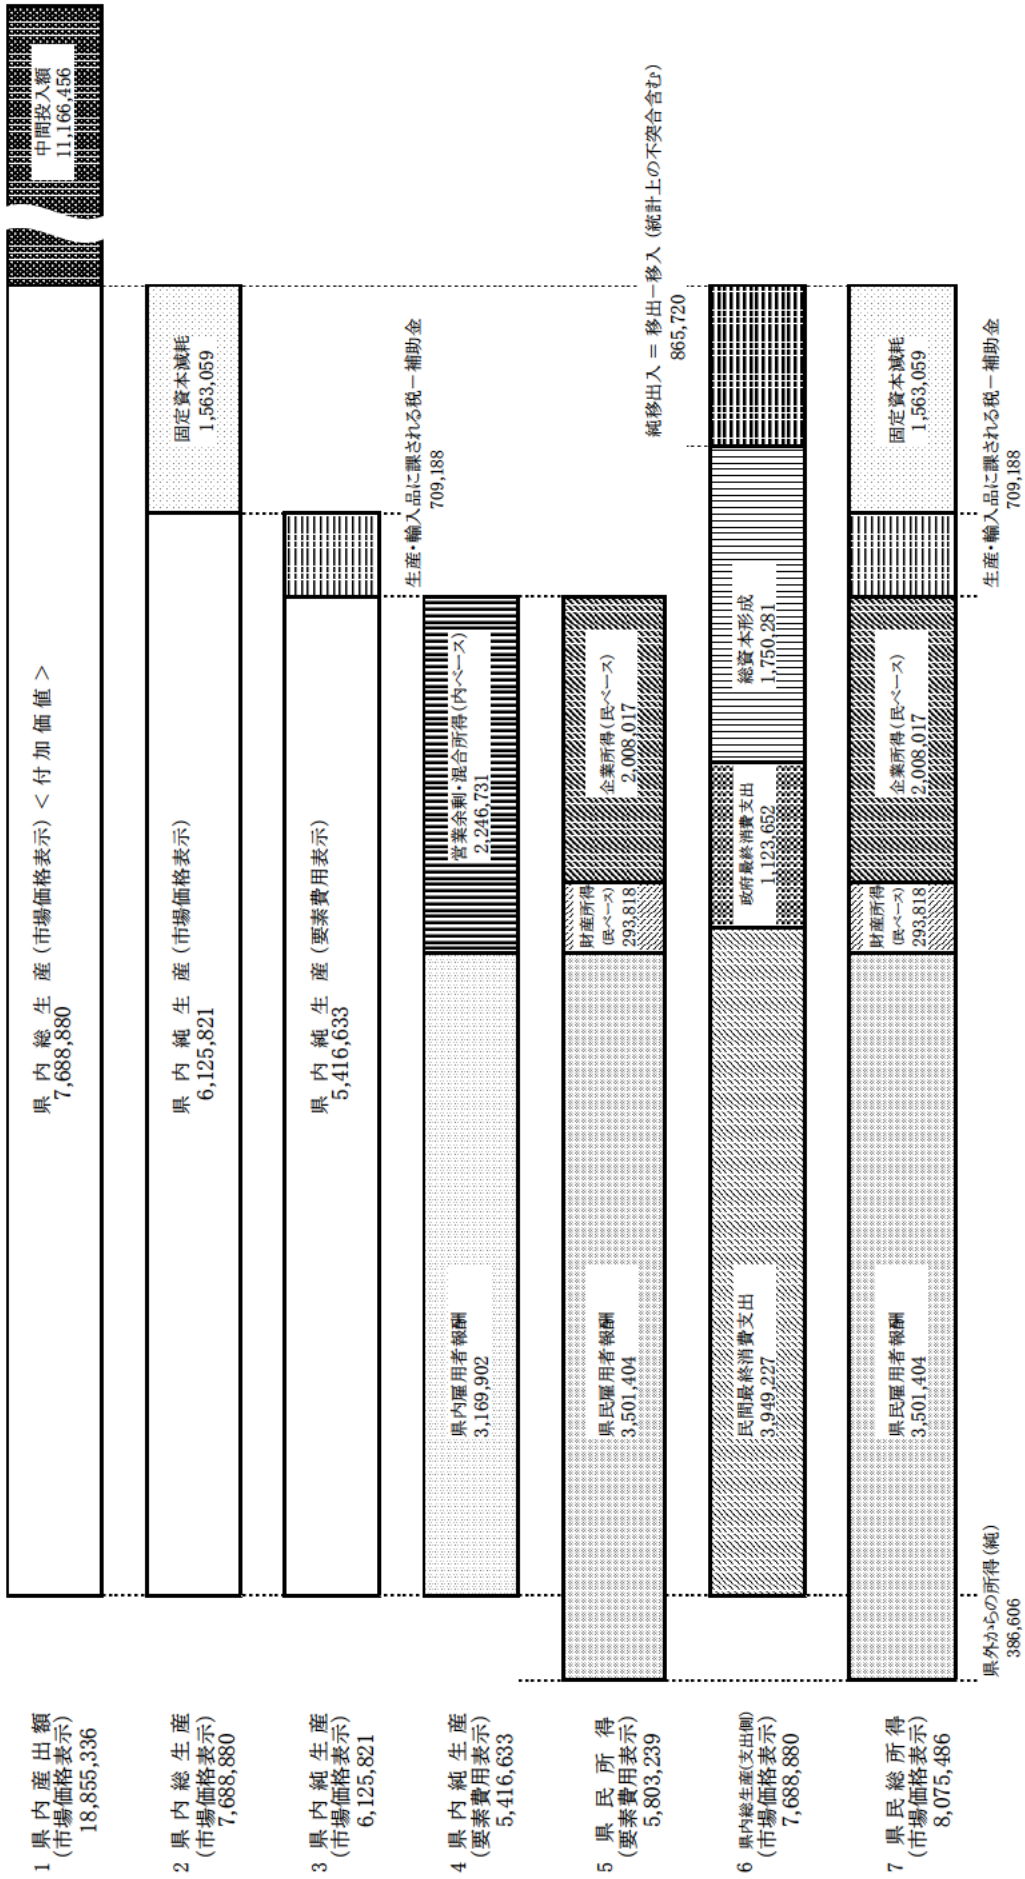 1 県内産出額
(市場価格表示)
18,855,336
県内総生産(市場価格表示)<付加価値>
7,688,880
中間投入額
11,166,456
2 県内総生産
(市場価格表示)
7,688,880
県内純生産(市場価格表示)
6,125,821
固定資本減耗
1,563,059
3 県内純生産
(市場価格表示)
6,125,821
県内純生産(要素費用表示)
5,416,633
生産・輸入品に課される税-補助金
709,188
4 県内純生産
(要素費用表示)
5,416,633
県内雇用者報酬
3,169,902
営業余剰・混合所得(内ベース)
2,246,731
5 県民所得
(要素費用表示)
5,803,239
県民雇用者報酬
3,501,404
財産所得
(民ベース)
293,818
企業所得(民ベース)
2,008,017
純移出入 = 移出-移入 (統計上の不突合含む)
865,720
6 県内総生産(支出側)
(市場価格表示)
7,688,880
民間最終消費支出
3,949,227
政府最終消費支出
1,123,652
総資本形成
1,750,281
7 県民総所得
(市場価格表示)
8,075,486
県民雇用者報酬
3,501,404
財産所得
(民ベース)
293,818
企業所得(民ベース)
2,008,017
固定資本減耗
1,563,059
県外からの所得(純)
386,606
生産・輸入品に課される税-補助金
709,188